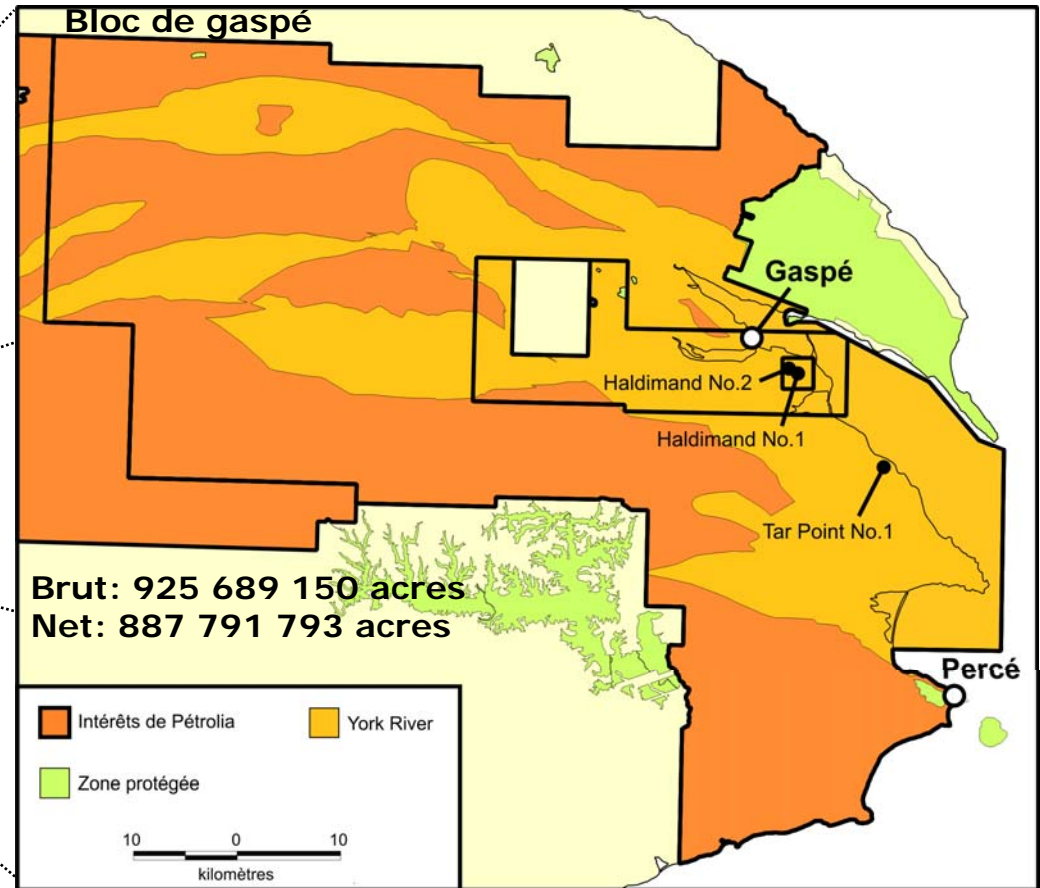 Bloc de gaspé
Gaspé
Haldimand No.2
Haldimand No.1
Tar Point No.1
Brut: 925 689 150 acres
Net: 887 791 793 acres
Percé
Intérêts de Pétrolia
York River
Zone protégée
10 0 10
kilomètres